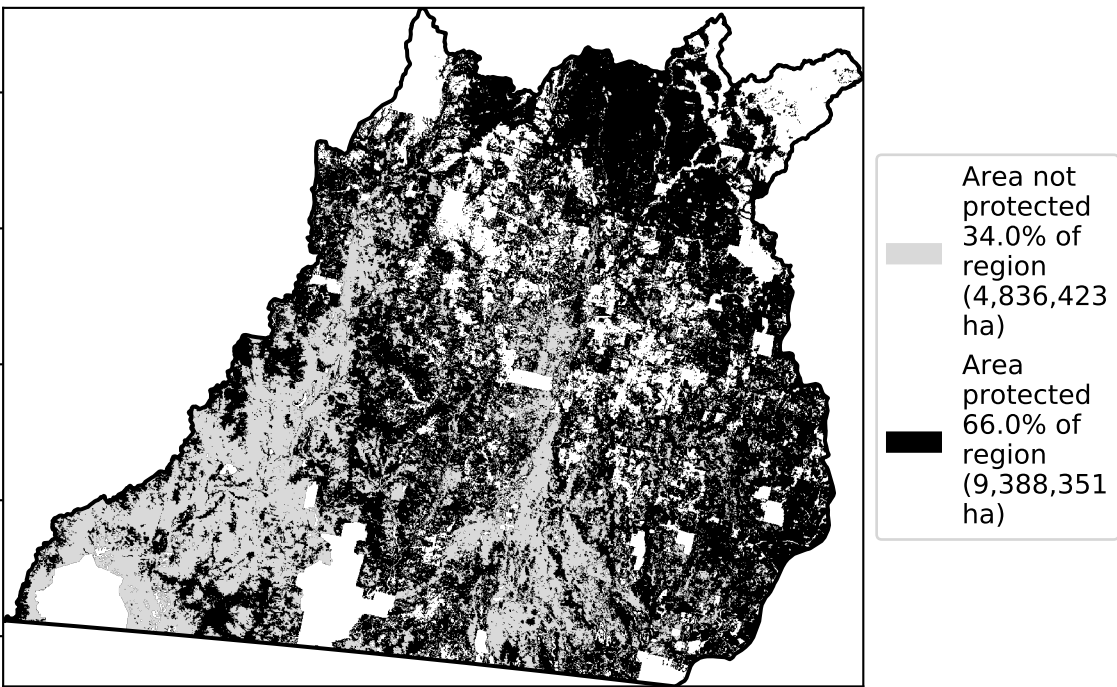 Area not
protected
34.0% of
region
(4,836,423
ha)
Area
protected
66.0% of
region
(9,388,351
ha)